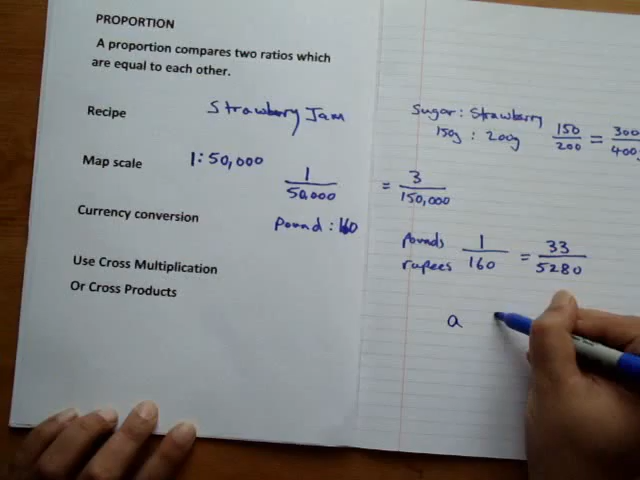 PROPORTION
A proportion compares two ratios which
are equal to each other.
Recipe
Strawberry Jam
Map scale
1:50,000
1/50,000 = 3/150,000
Currency conversion
Pound : 160
Use Cross Multiplication
Or Cross Products
Sugar : Strawberry
150g : 200g 150/200 = 300/400g
Pounds 1/160 = 33/5280
rupees
a